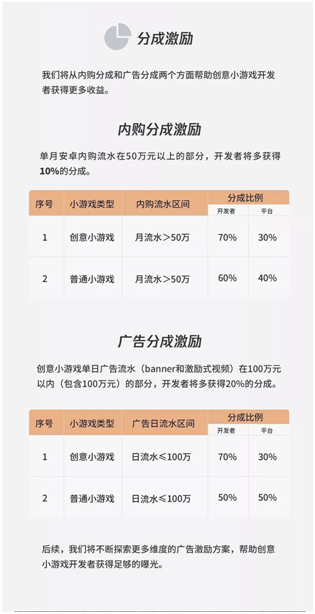 分成激励
我们将从内购分成和广告分成两个方面帮助创意小游戏开发
者获得更多收益。
内购分成激励
单月安卓内购流水在50万元以上的部分，开发者将多获得
10%的分成。
序号 小游戏类型 内购流水区间 分成比例
开发者 平台
1 创意小游戏 月流水＞50万 70% 30%
2 普通小游戏 月流水＞50万 60% 40%
广告分成激励
创意小游戏单日广告流水（banner和激励式视频）在100万元
以内（包含100万元）的部分，开发者将多获得20%的分成。
序号 小游戏类型 广告日流水区间 分成比例
开发者 平台
1 创意小游戏 日流水≤100万 70% 30%
2 普通小游戏 日流水≤100万 50% 50%
后续，我们将不断探索更多维度的广告激励方案，帮助创意
小游戏开发者获得足够的曝光。